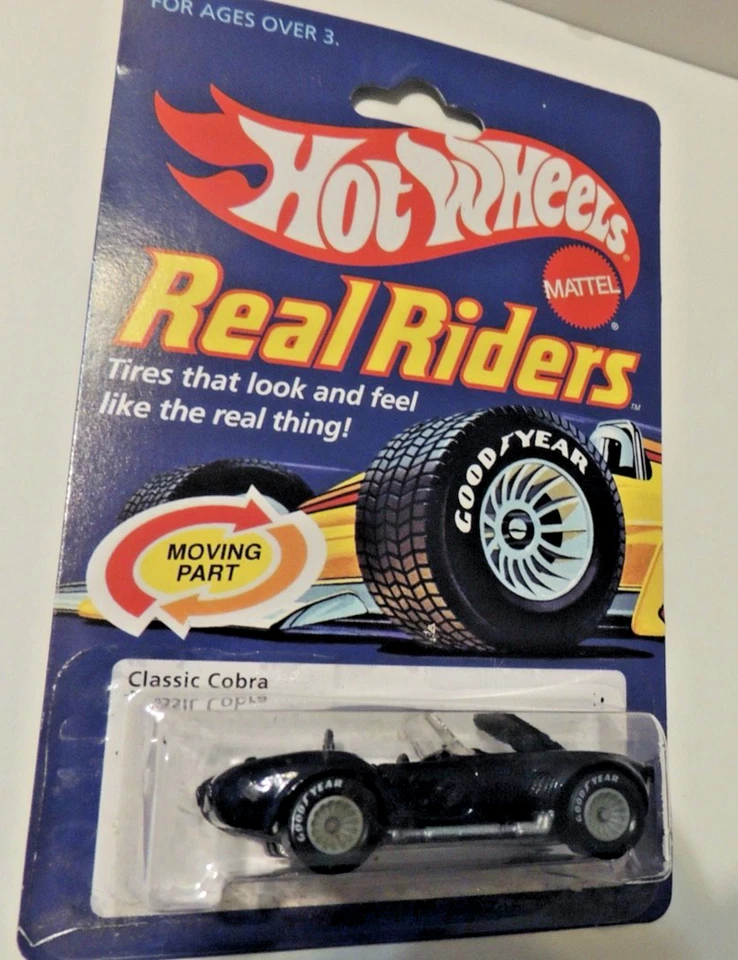 FOR AGES OVER 3.
HOT WHEELS®
MATTEL
®
Real Riders™
Tires that look and feel
like the real thing!
GOODYEAR
MOVING
PART
Classic Cobra
GOODYEAR
GOODYEAR